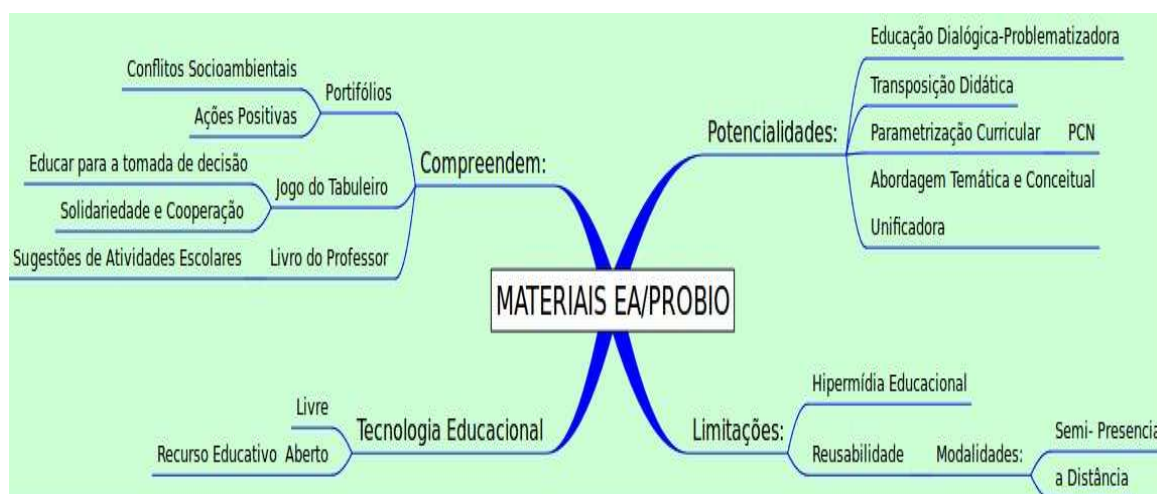 Educação Dialógica-Problematizadora
Conflitos Socioambientais
Portifólios
Transposição Didática
Ações Positivas
Potencialidades:
Parametrização Curricular PCN
Educar para a tomada de decisão
Compreendem:
Jogo do Tabuleiro
Abordagem Temática e Conceitual
Solidariedade e Cooperação
Unificadora
Sugestões de Atividades Escolares Livro do Professor
MATERIAIS EA/PROBIO
Hipermídia Educacional
Livre
Tecnologia Educacional
Limitações:
Recurso Educativo Aberto
Reusabilidade Modalidades:
Semi- Presencia
a Distância